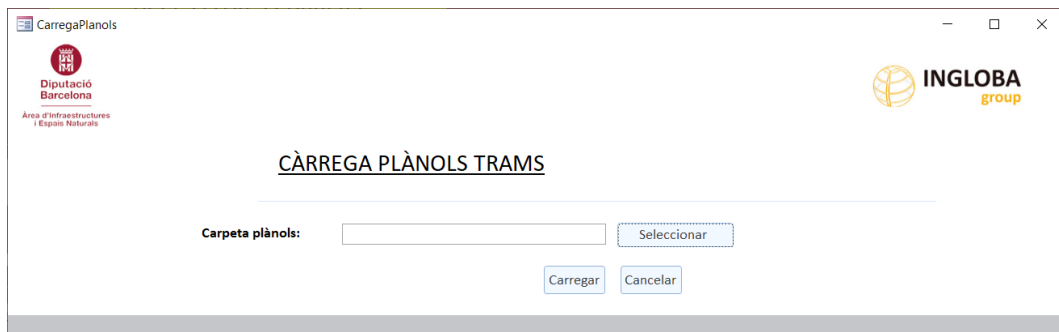 CarregaPlanols
Diputació
Barcelona
Àrea d'Infraestructures
i Espais Naturals
INGLOBA
group
CÀRREGA PLÀNOLS TRAMS
Carpeta plànols:
Seleccionar
Carregar
Cancelar